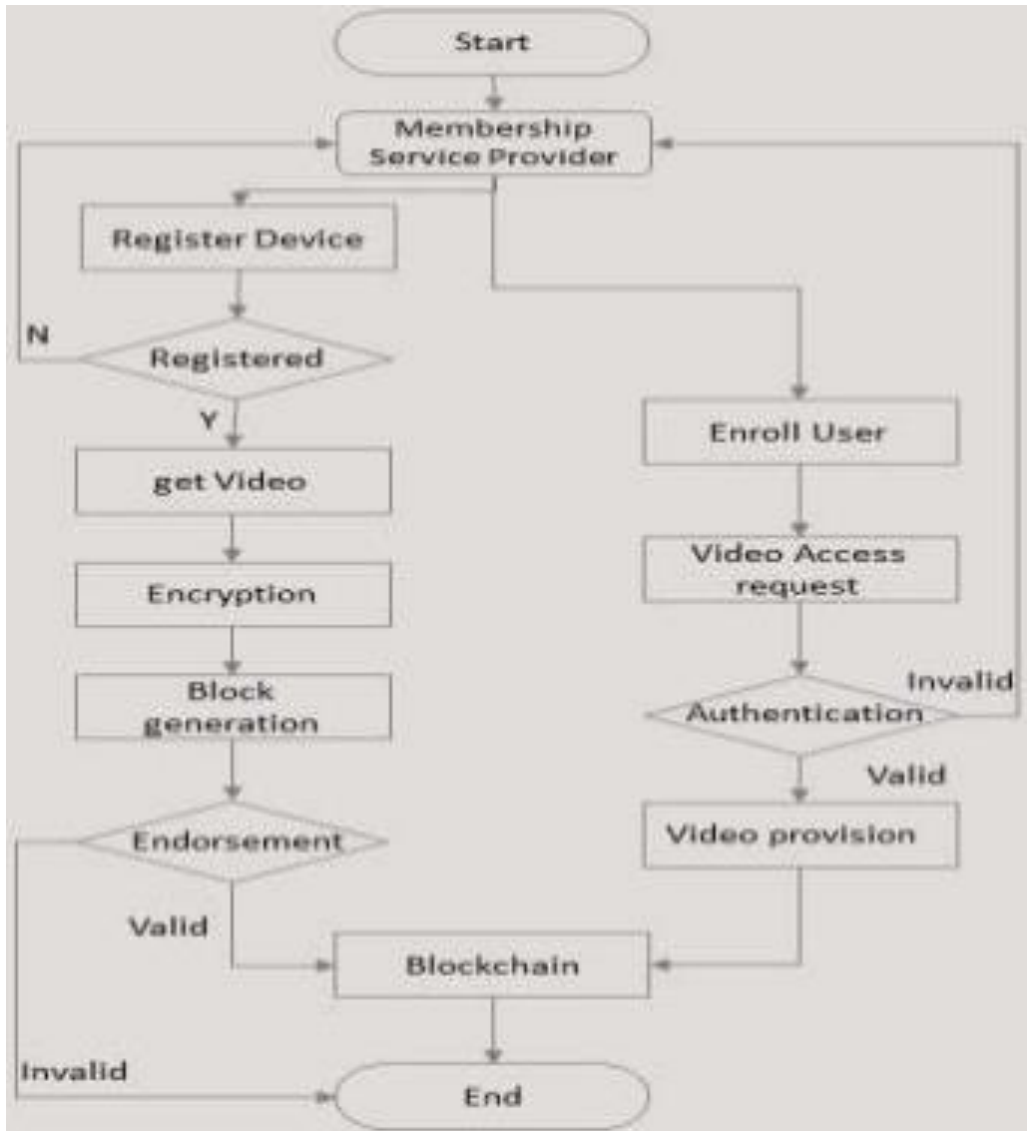 Start
Membership
Service Provider
Register Device
N
Registered
Y
get Video
Encryption
Block
generation
Endorsement
Valid
Invalid
Enroll User
Video Access
request
Invalid
Authentication
Valid
Video provision
Blockchain
End